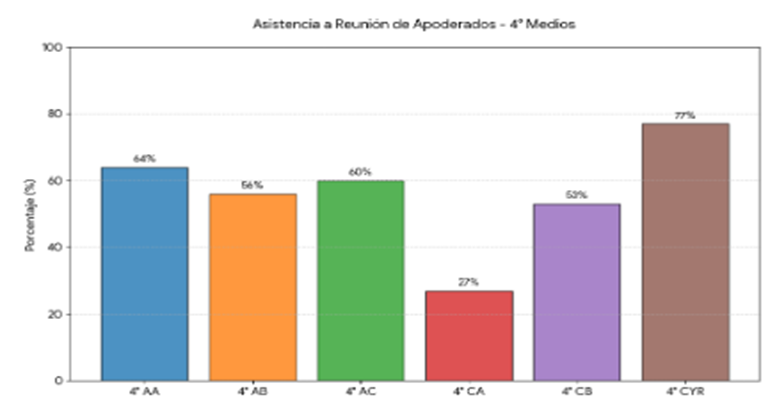 Asistencia a Reunión de Apoderados - 4° Medios
Porcentaje (%)
100
80
60
40
20
0
64%
56%
60%
27%
53%
77%
4° AA
4° AB
4° AC
4° CA
4° CB
4° CYR